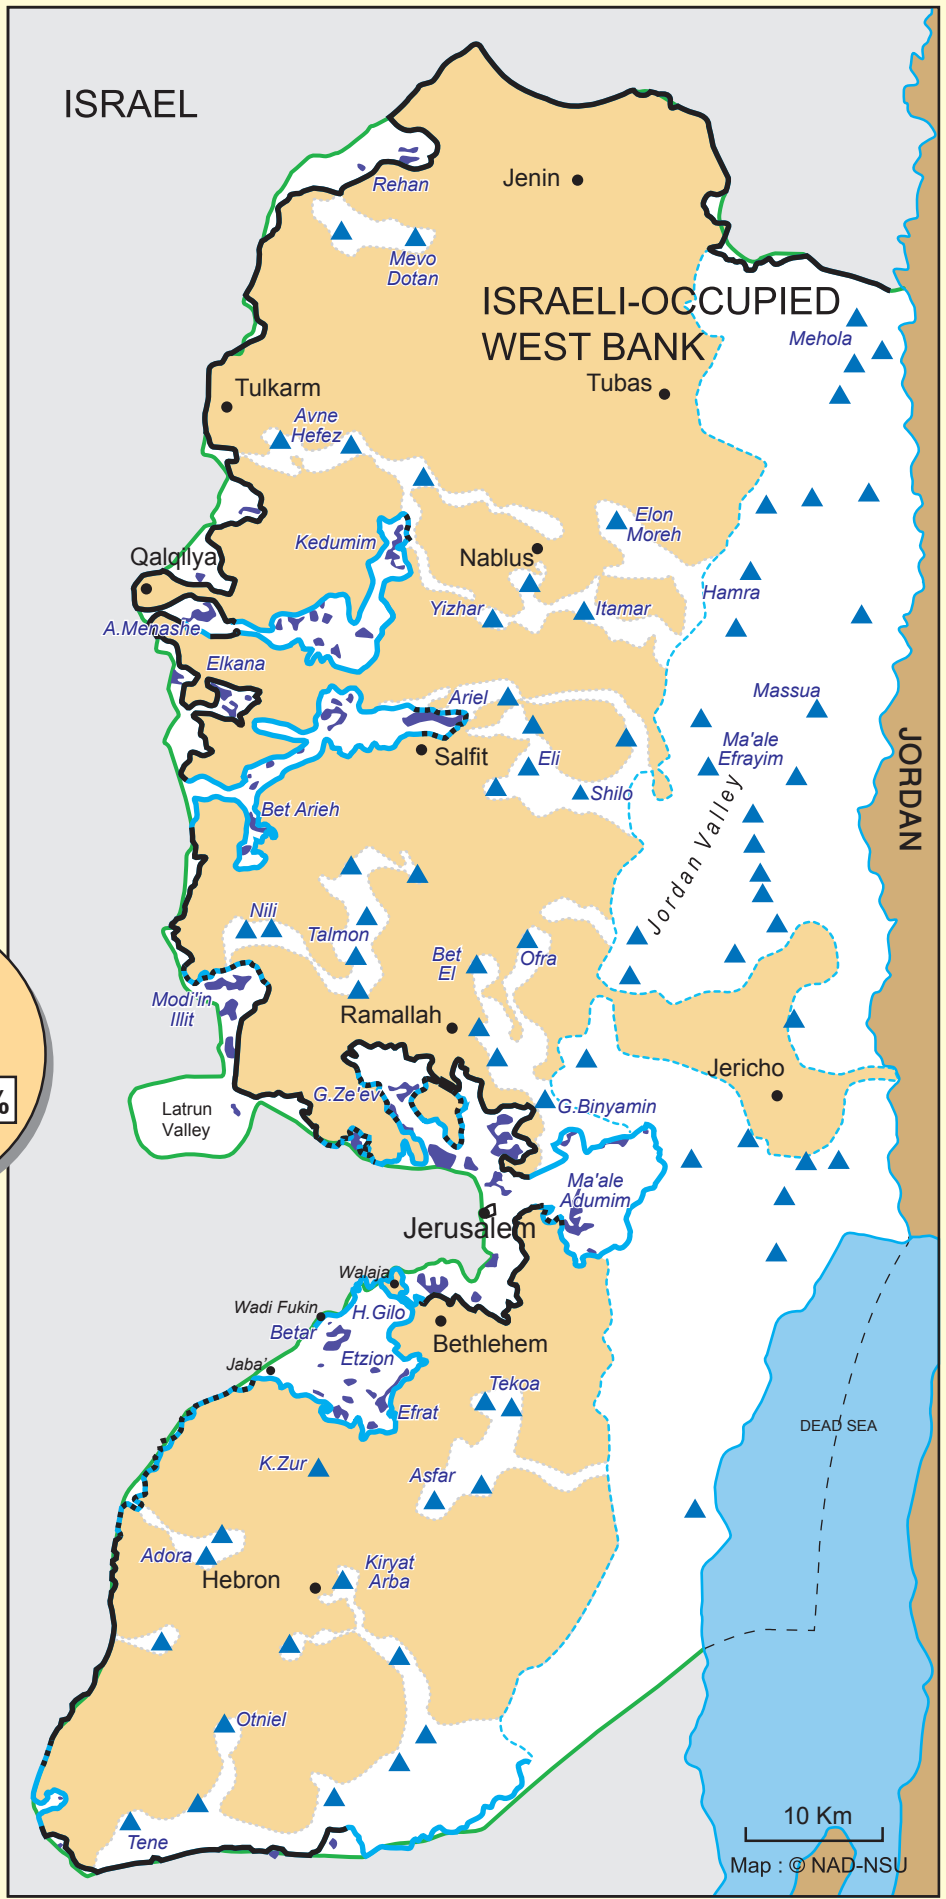 ISRAEL
Jenin
Rehan
Mevo
Dotan
ISRAELI-OCCUPIED
WEST BANK
Mehola
Tulkarm
Tubas
Avne
Hefez
Elon
Moreh
Kedumim
Nablus
Qalqilya
Hamra
Yizhar
Itamar
A.Menashe
Elkana
Ariel
Massua
Salfit
Eli
Ma'ale
Efrayim
Shilo
JORDAN
Bet Arieh
Jordan Valley
Nili
Talmon
Bet
El
Ofra
Modi'in
Illit
Ramallah
Jericho
%
G.Ze'ev
G.Binyamin
Latrun
Valley
Ma'ale
Adumim
Jerusalem
Walaja
Wadi Fukin
H.Gilo
Betar
Bethlehem
Etzion
Jaba'
Tekoa
Efrat
DEAD SEA
K.Zur
Asfar
Adora
Kiryat
Arba
Hebron
Otniel
Tene
10 Km
Map : © NAD-NSU